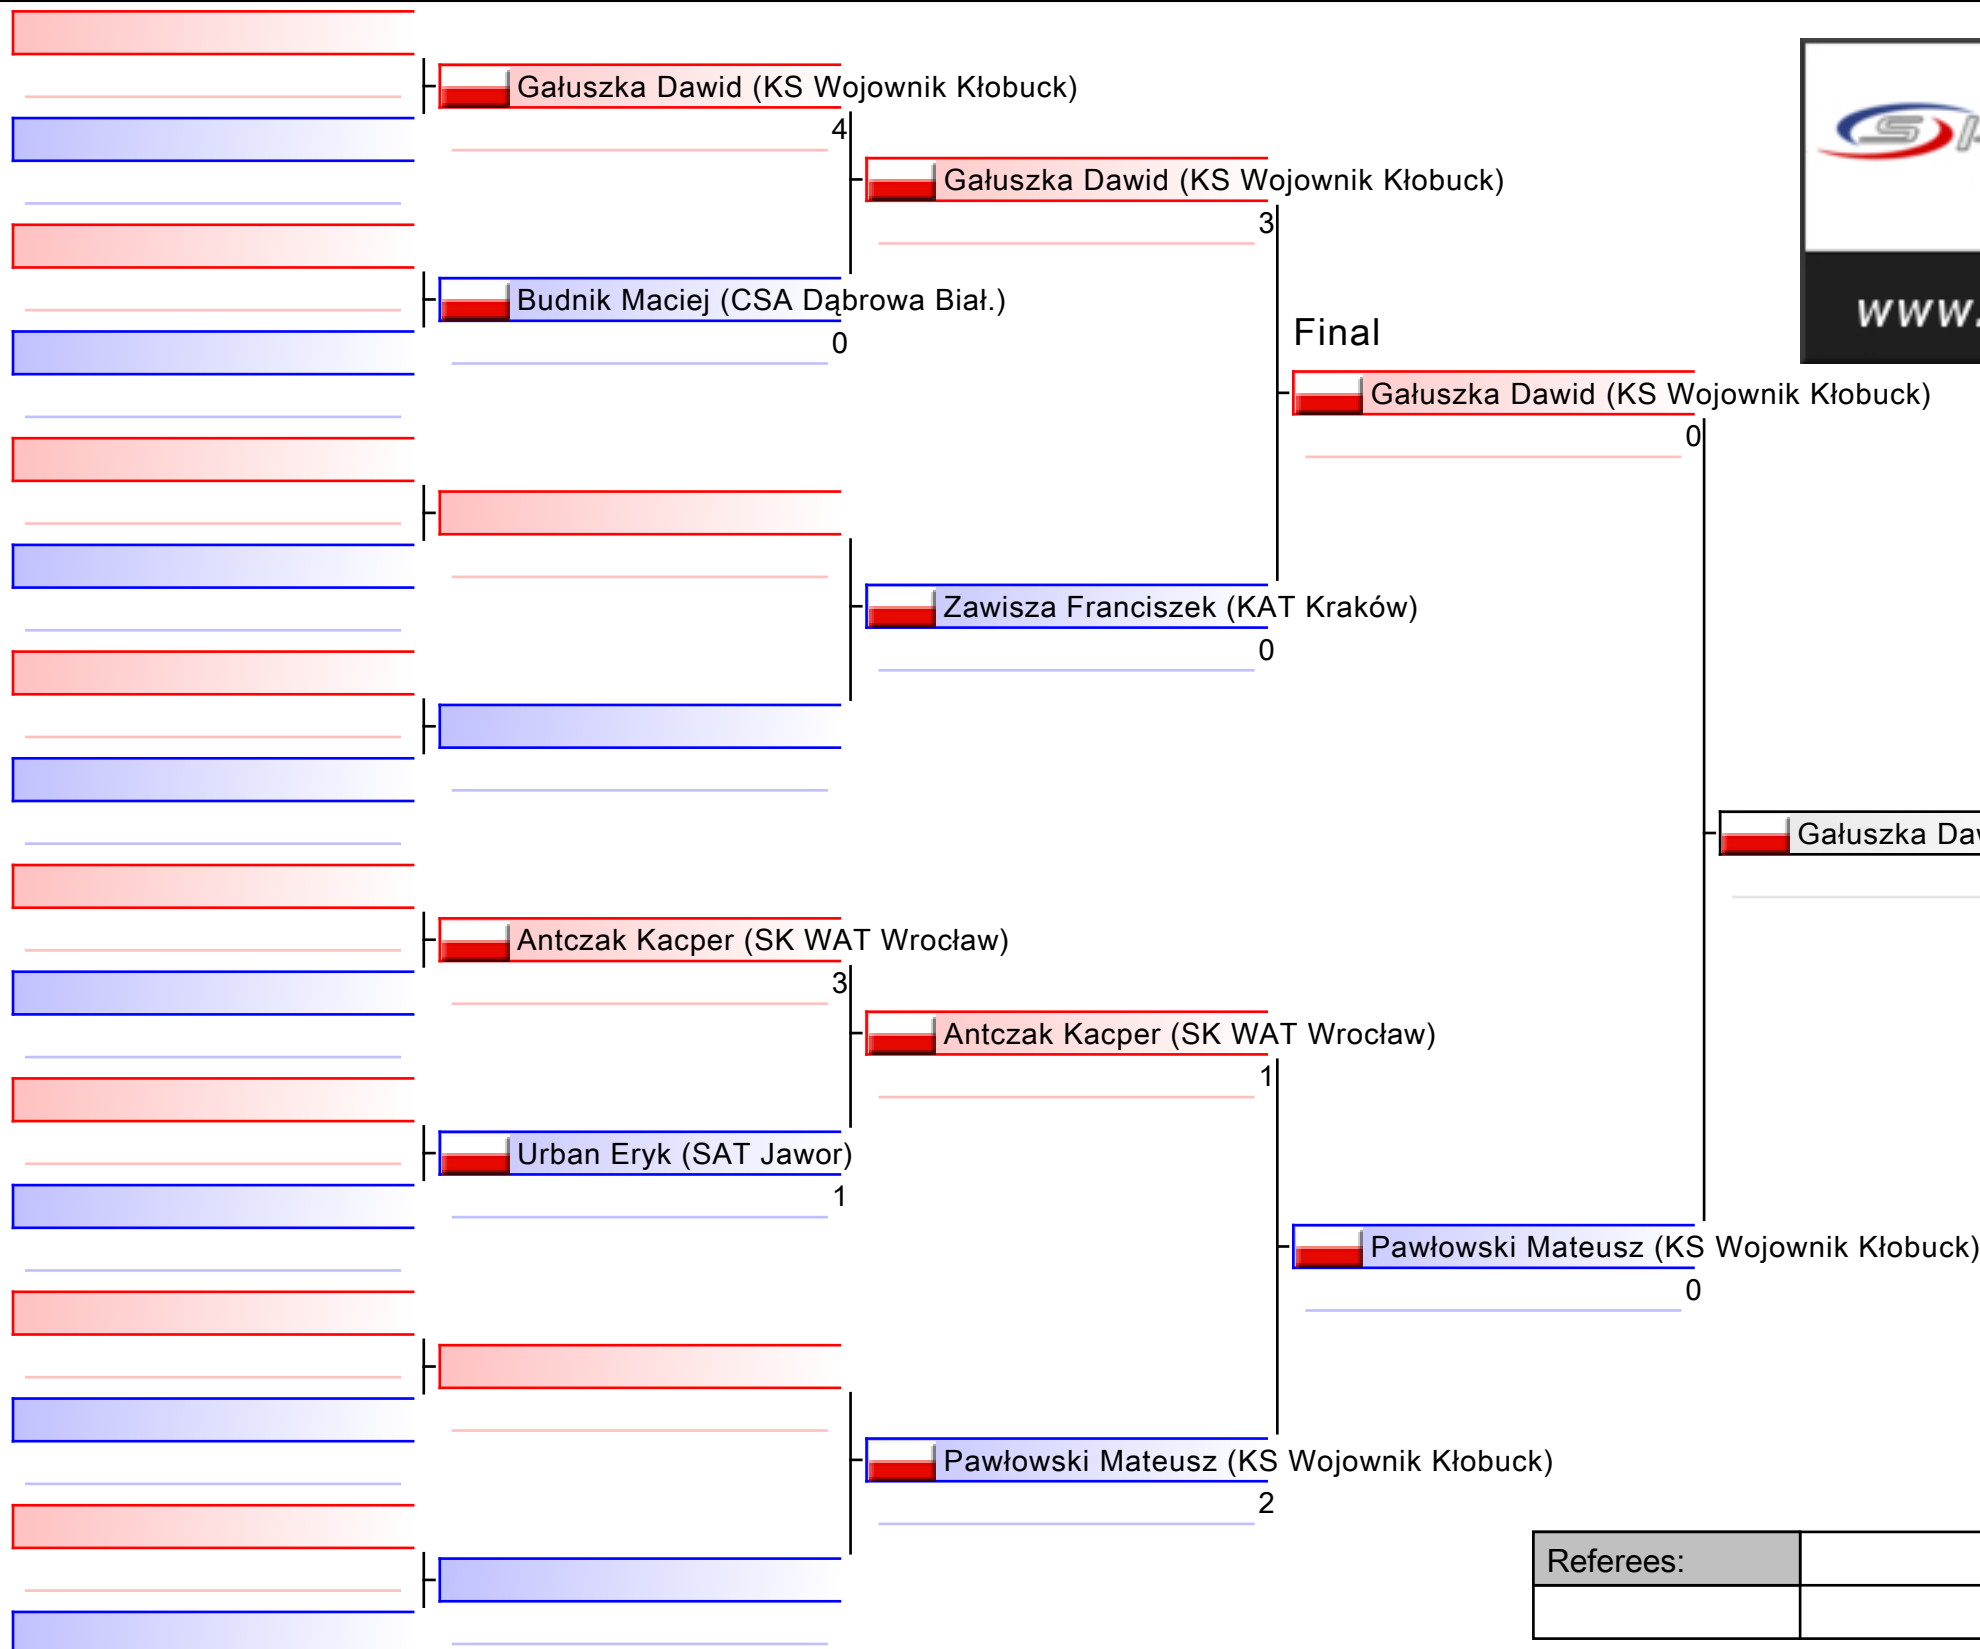 Gałuszka Dawid (KS Wojownik Kłobuck)
4
Gałuszka Dawid (KS Wojownik Kłobuck)
3
Budnik Maciej (CSA Dąbrowa Biał.)
0
Final
www.
Gałuszka Dawid (KS Wojownik Kłobuck)
0
Zawisza Franciszek (KAT Kraków)
0
Gałuszka Da
Antczak Kacper (SK WAT Wrocław)
3
Antczak Kacper (SK WAT Wrocław)
1
Urban Eryk (SAT Jawor)
1
Pawłowski Mateusz (KS Wojownik Kłobuck)
0
Pawłowski Mateusz (KS Wojownik Kłobuck)
2
Referees: